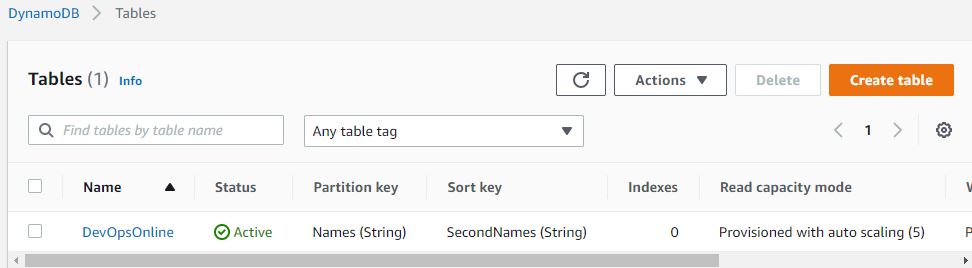 DynamoDB > Tables
Tables (1) Info
Actions Delete Create table
Find tables by table name Any table tag 1
Name Status Partition key Sort key Indexes Read capacity mode W
DevOpsOnline Active Names (String) SecondNames (String) 0 Provisioned with auto scaling (5) P